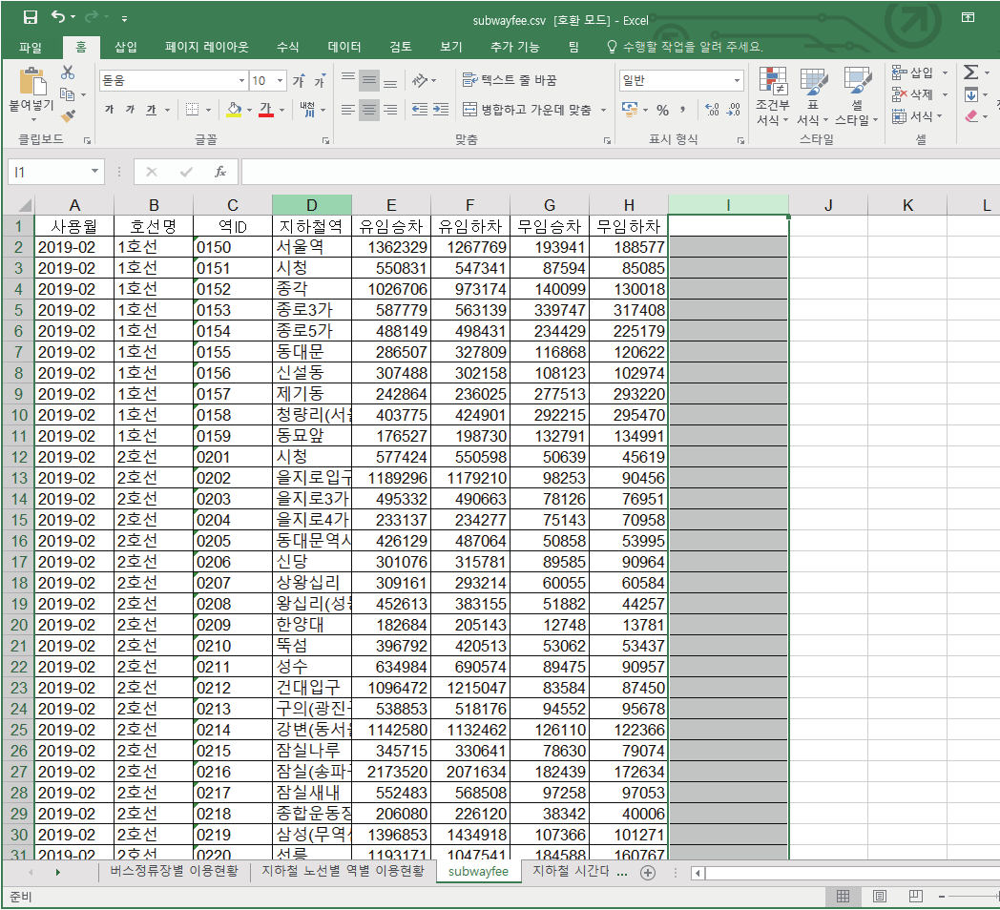 subwayfee.csv [호환 모드] - Excel
파일 홈 삽입 페이지 레이아웃 수식 데이터 검토 보기 추가 기능 팀 수행할 작업을 알려 주세요.
붙여넣기 돋움 10 가 가 텍스트 줄 바꿈 일반 조건부 서식 표 서식 셀 스타일 삽입
가 가 가 가 내천 병합하고 가운데 맞춤 % , 삭제
서식
클립보드 글꼴 맞춤 표시 형식 스타일 셀
I1 fx
A B C D E F G H I J K L
1 사용월 호선명 역ID 지하철역 유임승차 유임하차 무임승차 무임하차
2 2019-02 1호선 0150 서울역 1362329 1267769 193941 188577
3 2019-02 1호선 0151 시청 550831 547341 87594 85085
4 2019-02 1호선 0152 종각 1026706 973174 140099 130018
5 2019-02 1호선 0153 종로3가 587779 563139 339747 317408
6 2019-02 1호선 0154 종로5가 488149 498431 234429 225179
7 2019-02 1호선 0155 동대문 286507 327809 116868 120622
8 2019-02 1호선 0156 신설동 307488 302158 108123 102974
9 2019-02 1호선 0157 제기동 242864 236025 277513 293220
10 2019-02 1호선 0158 청량리(서울 403775 424901 292215 295470
11 2019-02 1호선 0159 동묘앞 176527 198730 132791 134991
12 2019-02 2호선 0201 시청 577424 550598 50639 45619
13 2019-02 2호선 0202 을지로입구 1189296 1179210 98253 90456
14 2019-02 2호선 0203 을지로3가 495332 490663 78126 76951
15 2019-02 2호선 0204 을지로4가 233137 234277 75143 70958
16 2019-02 2호선 0205 동대문역사 426129 487064 50858 53995
17 2019-02 2호선 0206 신당 301076 315781 89585 90964
18 2019-02 2호선 0207 상왕십리 309161 293214 60055 60584
19 2019-02 2호선 0208 왕십리(성동 452613 383155 51882 44257
20 2019-02 2호선 0209 한양대 182684 205143 12748 13781
21 2019-02 2호선 0210 뚝섬 396792 420513 53062 53437
22 2019-02 2호선 0211 성수 634984 690574 89475 90957
23 2019-02 2호선 0212 건대입구 1096472 1215047 83584 87450
24 2019-02 2호선 0213 구의(광진구 538853 518176 94552 95678
25 2019-02 2호선 0214 강변(동서울 1142580 1132462 126110 122366
26 2019-02 2호선 0215 잠실나루 345715 330641 78630 79074
27 2019-02 2호선 0216 잠실(송파구 2173520 2071634 182439 172634
28 2019-02 2호선 0217 잠실새내 552483 568508 97258 97053
29 2019-02 2호선 0218 종합운동장 206080 226120 38342 40006
30 2019-02 2호선 0219 삼성(무역센 1396853 1434918 107366 101271
31 2019-02 2호선 0220 선릉 1193171 1047541 184588 160767
버스정류장별 이용현황 지하철 노선별 역별 이용현황 subwayfee 지하철 시간대 ...
준비